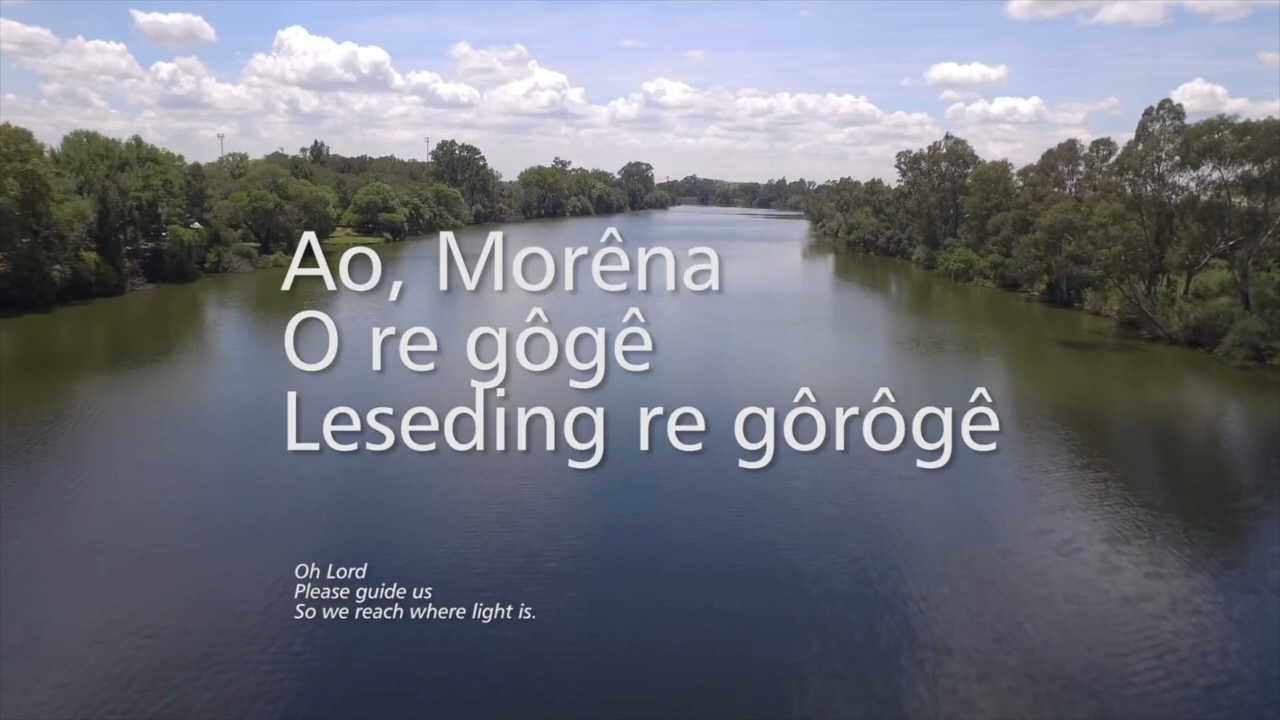 Ao, Morêna
O re gôgê
Leseding re gôrôgê
Oh Lord
Please guide us
So we reach where light is.